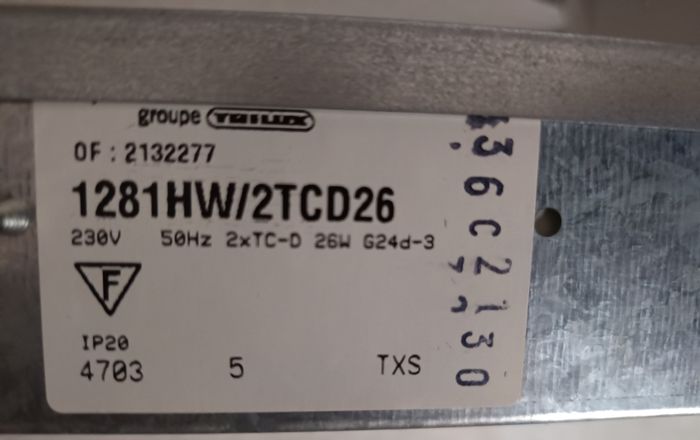 groupe TRILUX
OF : 2132277
1281HW/2TCD26
230V 50Hz 2xTC-D 26W G24d-3
F
IP20
4703 5 TXS